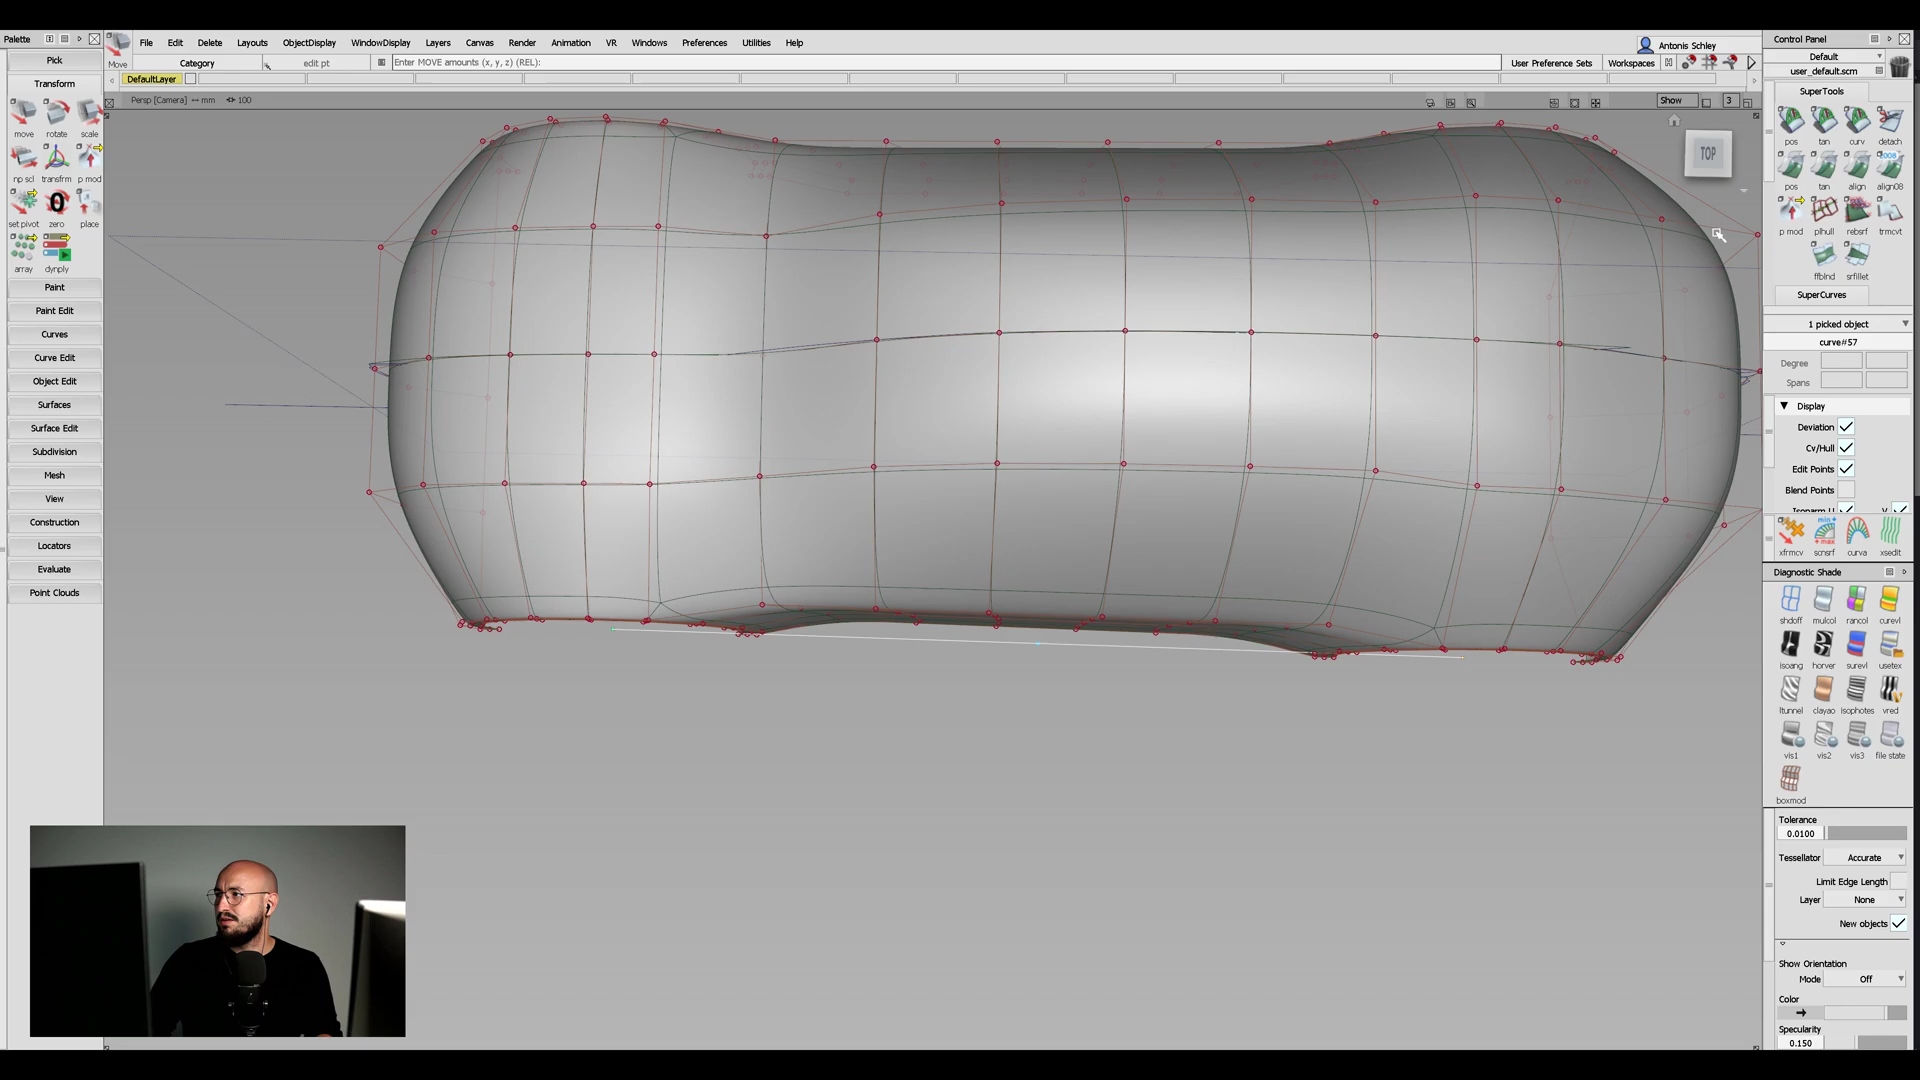 Palette
Control Panel
File Edit Delete Layouts ObjectDisplay WindowDisplay Layers Canvas Render Animation VR Windows Preferences Utilities Help
Antonis Schley
Move
Category
edit pt
Enter MOVE amounts (x, y, z) (REL):
User Preference Sets
Workspaces
DefaultLayer
Persp [Camera] ↔ mm 100
Show
3
TOP
Pick
Transform
move rotate scale
np scl transfrm p mod
set pivot zero place
array dynply
0
Paint
Paint Edit
Curves
Curve Edit
Object Edit
Surfaces
Surface Edit
Subdivision
Mesh
View
Construction
Locators
Evaluate
Point Clouds
Default
user_default.scm
SuperTools
pos tan curv detach
008
pos tan align align08
p mod plhull rebsrf trmcvt
ffblnd srfillet
SuperCurves
1 picked object
curve#57
Degree
Spans
Display
Deviation
Cv/Hull
Edit Points
Blend Points
Isoparm U V
min+
max
xfrmcv scnsrf curva xsedit
Diagnostic Shade
shdoff mulcol rancol curevl
isoang horver surevl usetex
ltunnel clayao isophotes vred
vis1 vis2 vis3 file state
boxmod
Tolerance
0.0100
Tessellator Accurate
Limit Edge Length
Layer None
New objects
Show Orientation
Mode Off
Color
Specularity
0.150